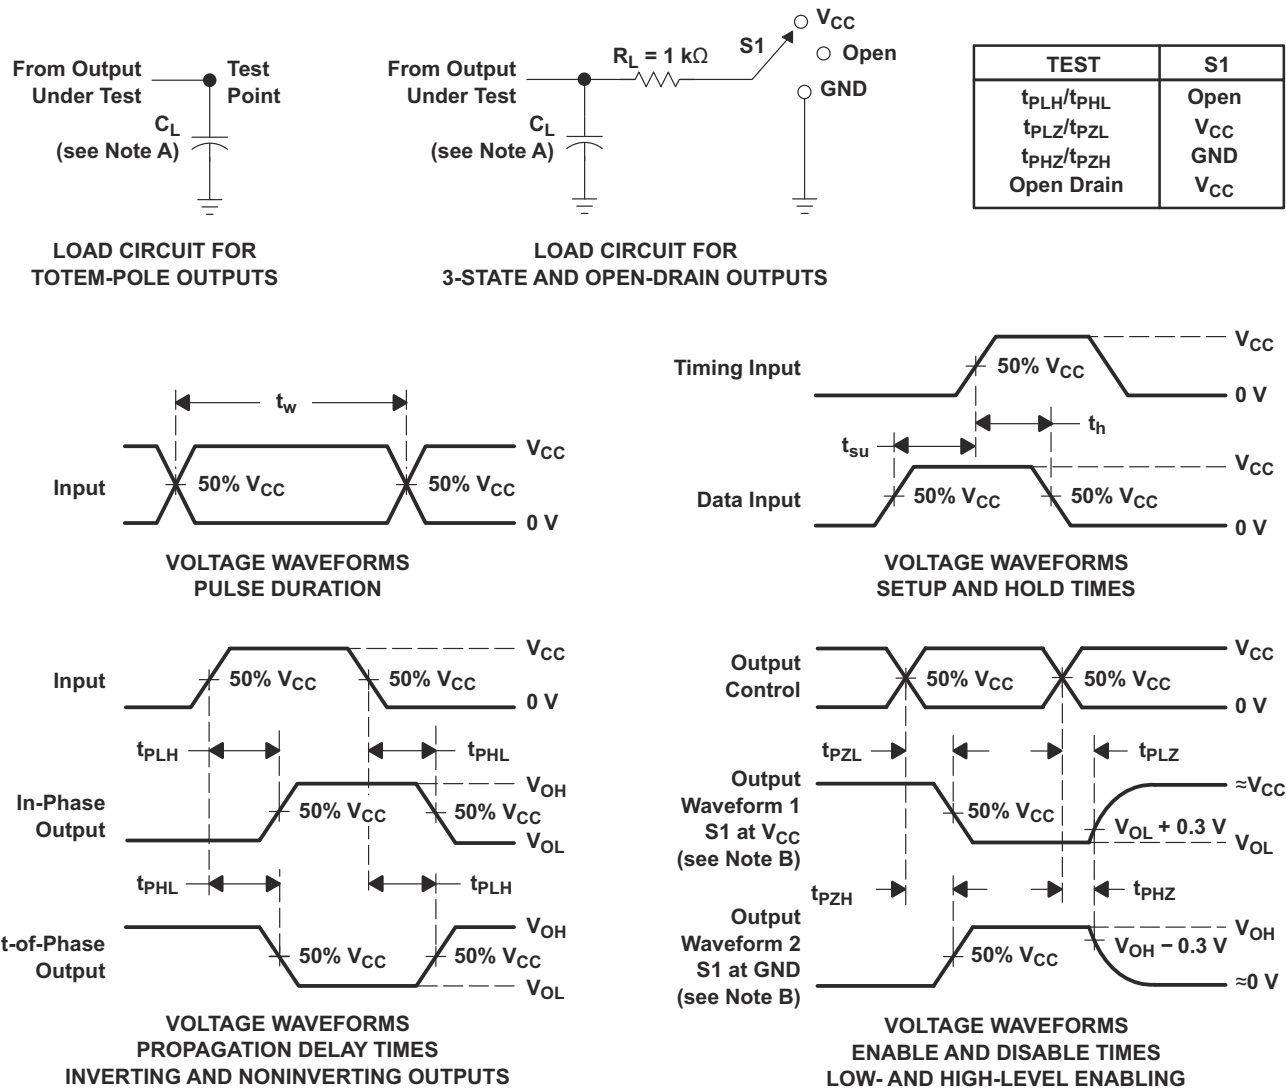 From Output
Under Test
Test
Point
C_L
(see Note A)
LOAD CIRCUIT FOR
TOTEM-POLE OUTPUTS
From Output
Under Test
R_L = 1 kΩ
S1
V_CC
Open
GND
C_L
(see Note A)
LOAD CIRCUIT FOR
3-STATE AND OPEN-DRAIN OUTPUTS
TEST S1
t_PLH/t_PHL Open
t_PLZ/t_PZL V_CC
t_PHZ/t_PZH GND
Open Drain V_CC
t_w
Input
50% V_CC
50% V_CC
V_CC
0 V
VOLTAGE WAVEFORMS
PULSE DURATION
Timing Input
50% V_CC
V_CC
0 V
t_su
t_h
Data Input
50% V_CC
50% V_CC
V_CC
0 V
VOLTAGE WAVEFORMS
SETUP AND HOLD TIMES
Input
50% V_CC
50% V_CC
V_CC
0 V
t_PLH
t_PHL
In-Phase
Output
50% V_CC
50% V_CC
V_OH
V_OL
t_PHL
t_PLH
t-of-Phase
Output
50% V_CC
50% V_CC
V_OH
V_OL
VOLTAGE WAVEFORMS
PROPAGATION DELAY TIMES
INVERTING AND NONINVERTING OUTPUTS
Output
Control
50% V_CC
50% V_CC
V_CC
0 V
t_PZL
t_PLZ
Output
Waveform 1
S1 at V_CC
(see Note B)
50% V_CC
≈V_CC
V_OL + 0.3 V
V_OL
t_PZH
t_PHZ
Output
Waveform 2
S1 at GND
(see Note B)
50% V_CC
V_OH
V_OH − 0.3 V
≈0 V
VOLTAGE WAVEFORMS
ENABLE AND DISABLE TIMES
LOW- AND HIGH-LEVEL ENABLING